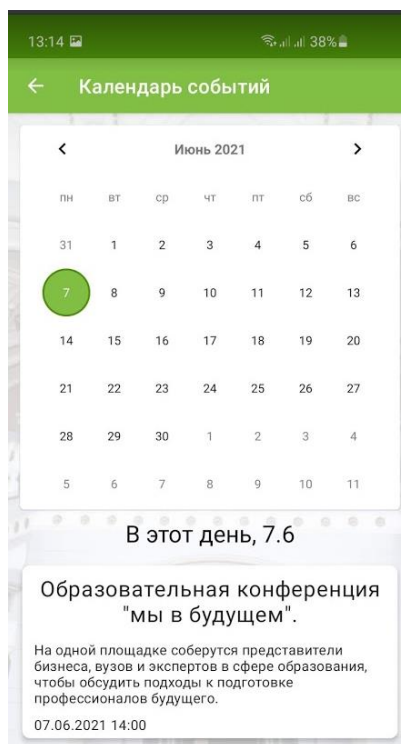 13:14 38%
Календарь событий
Июнь 2021
пн вт ср чт пт сб вс
31 1 2 3 4 5 6
7 8 9 10 11 12 13
14 15 16 17 18 19 20
21 22 23 24 25 26 27
28 29 30 1 2 3 4
5 6 7 8 9 10 11
В этот день, 7.6
Образовательная конференция
"мы в будущем".
На одной площадке соберутся представители
бизнеса, вузов и экспертов в сфере образования,
чтобы обсудить подходы к подготовке
профессионалов будущего.
07.06.2021 14:00